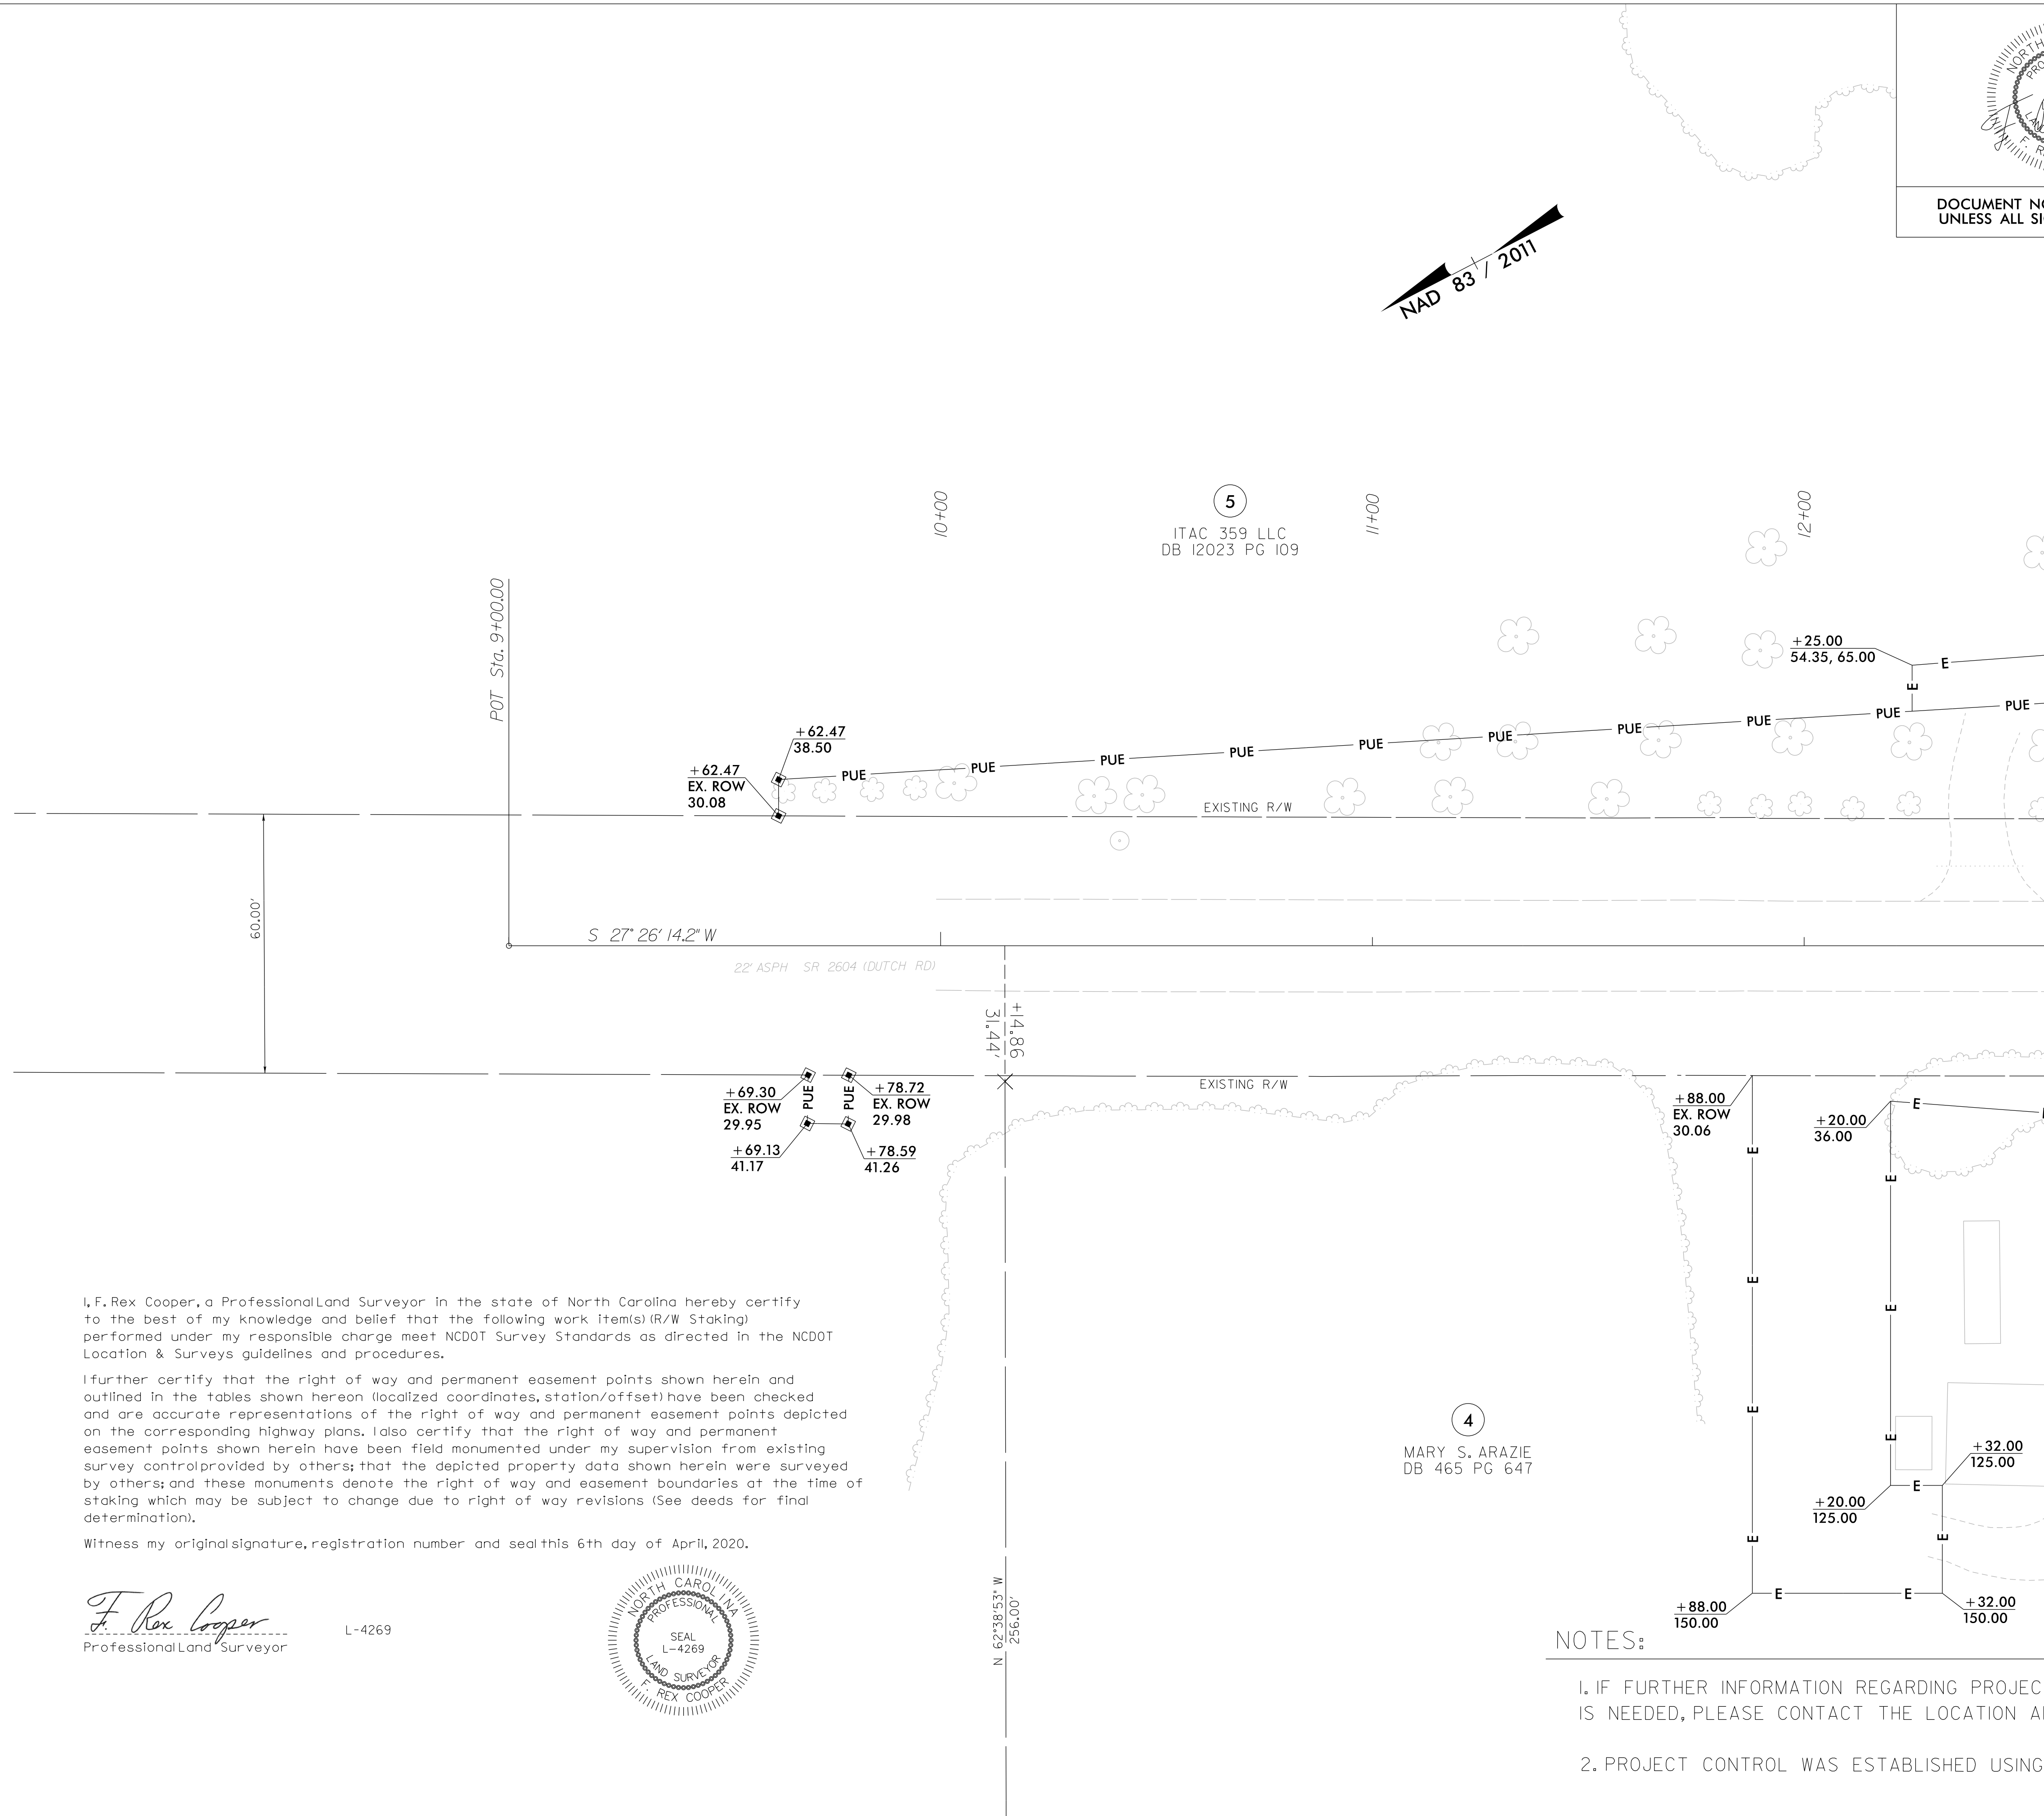 NORTH
PRO
LAN
F. R
DOCUMENT NO
UNLESS ALL SI
NAD 83 / 2011
5
ITAC 359 LLC
DB 12023 PG 109
10+00
11+00
12+00
POT Sta. 9+00.00
+25.00
54.35, 65.00
E
E
+62.47
38.50
+62.47
EX. ROW
30.08
PUE PUE PUE PUE PUE PUE PUE PUE PUE PUE
EXISTING R/W
60.00'
S 27° 26' 14.2" W
22' ASPH SR 2604 (DUTCH RD)
+14.86
31.44'
EXISTING R/W
+69.30
EX. ROW
29.95
PUE
PUE
+78.72
EX. ROW
29.98
+69.13
41.17
+78.59
41.26
+88.00
EX. ROW
30.06
+20.00
36.00
E
E
E
E
E
E
E
E
4
MARY S. ARAZIE
DB 465 PG 647
+32.00
125.00
+20.00
125.00
E
E
E E
+88.00
150.00
+32.00
150.00
N 62°38'53" W
256.00'
I, F. Rex Cooper, a Professional Land Surveyor in the state of North Carolina hereby certify
to the best of my knowledge and belief that the following work item(s) (R/W Staking)
performed under my responsible charge meet NCDOT Survey Standards as directed in the NCDOT
Location & Surveys guidelines and procedures.
I further certify that the right of way and permanent easement points shown herein and
outlined in the tables shown hereon (localized coordinates, station/offset) have been checked
and are accurate representations of the right of way and permanent easement points depicted
on the corresponding highway plans. I also certify that the right of way and permanent
easement points shown herein have been field monumented under my supervision from existing
survey control provided by others; that the depicted property data shown herein were surveyed
by others; and these monuments denote the right of way and easement boundaries at the time of
staking which may be subject to change due to right of way revisions (See deeds for final
determination).
Witness my original signature, registration number and seal this 6th day of April, 2020.
F. Rex Cooper
Professional Land Surveyor
L-4269
NORTH CAROLINA
PROFESSIONAL
SEAL
L-4269
LAND SURVEYOR
F. REX COOPER
NOTES:
1. IF FURTHER INFORMATION REGARDING PROJEC
IS NEEDED, PLEASE CONTACT THE LOCATION A
2. PROJECT CONTROL WAS ESTABLISHED USING